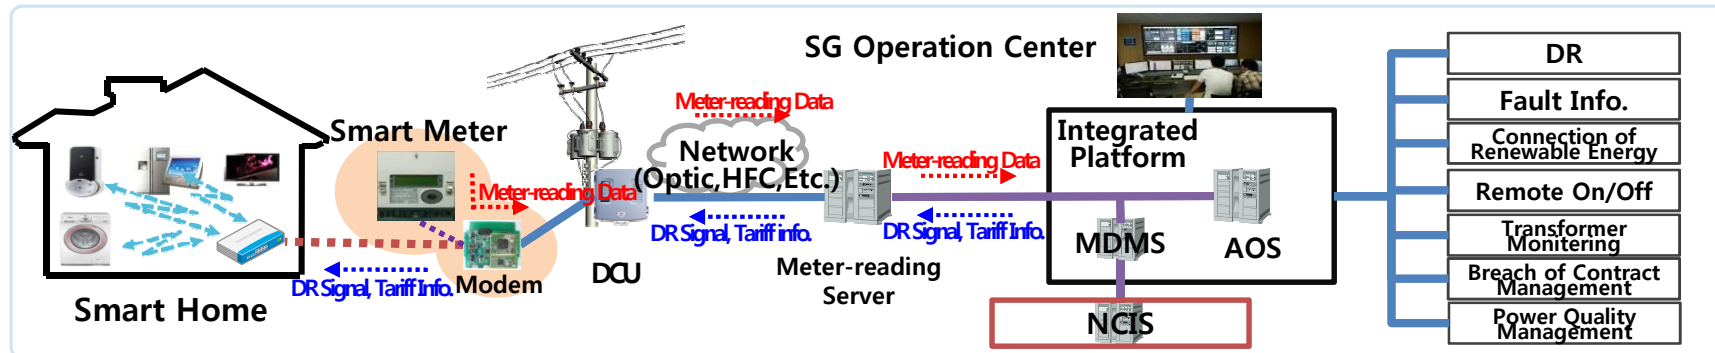 SG Operation Center
Smart Meter
Meter-reading Data
Network
(Optic,HFC,Etc.)
Meter-reading Data
Meter-reading Data
Integrated
Platform
DR Signal, Tariff info.
DR Signal, Tariff Info.
DR Signal, Tariff Info.
Modem
DCU
Meter-reading
Server
MDMS
AOS
NCIS
Smart Home
DR
Fault Info.
Connection of
Renewable Energy
Remote On/Off
Transformer
Monitering
Breach of Contract
Management
Power Quality
Management